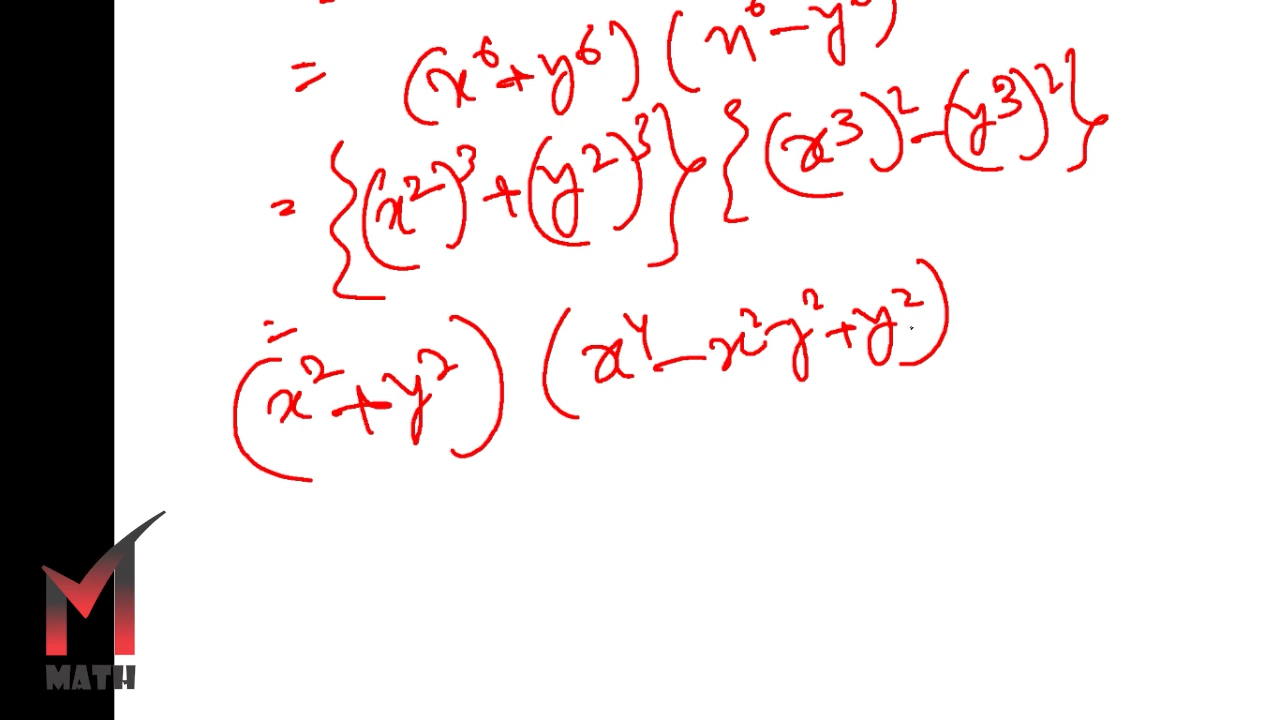 = (x⁶+y⁶) (x⁶-y⁶)
= {(x²)³+(y²)³} {(x³)²-(y³)²}
=
(x²+y²) (x⁴-x²y²+y²)
MATH